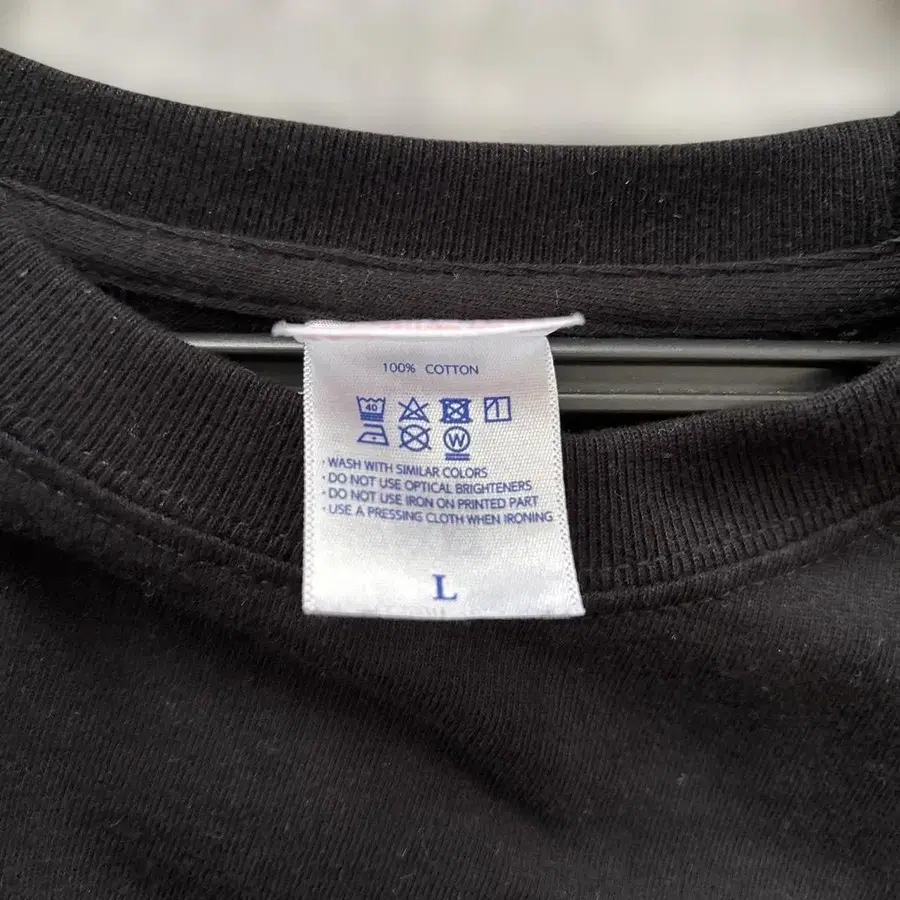 100% COTTON
40
W
· WASH WITH SIMILAR COLORS
· DO NOT USE OPTICAL BRIGHTENERS
· DO NOT USE IRON ON PRINTED PART
· USE A PRESSING CLOTH WHEN IRONING
L